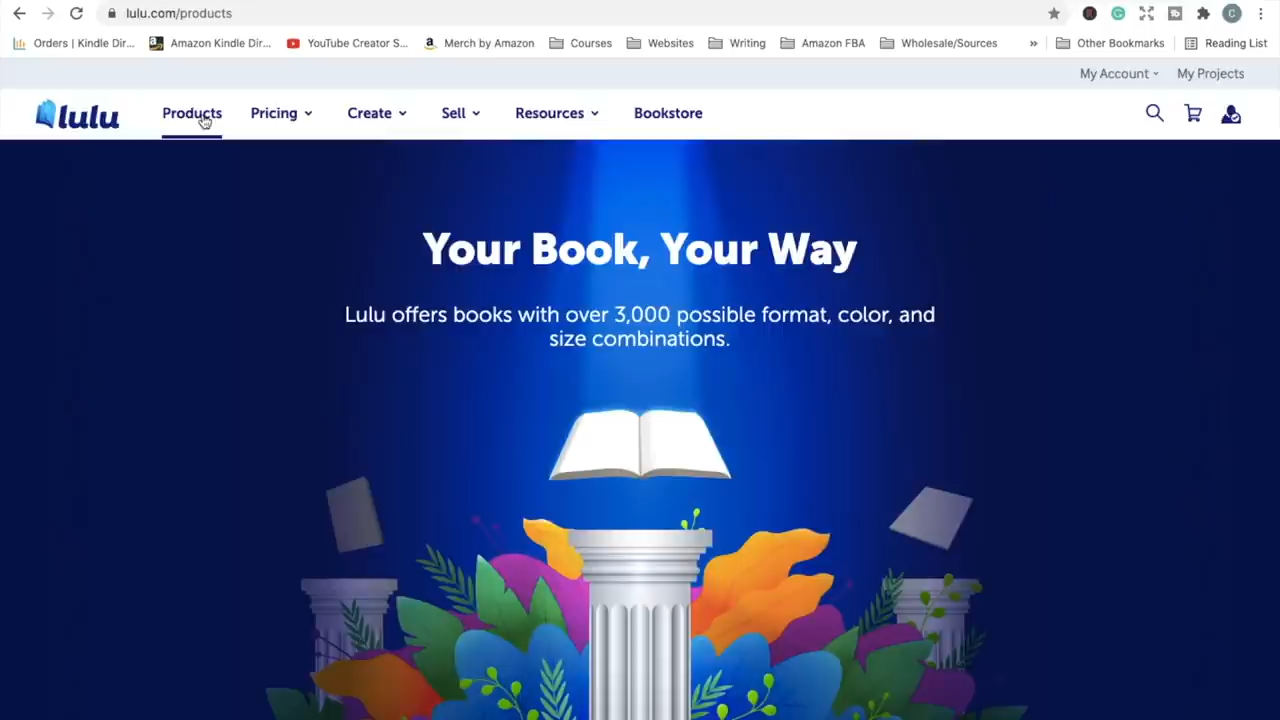 lulu.com/products
Orders | Kindle Dir...
Amazon Kindle Dir...
YouTube Creator S...
Merch by Amazon
Courses
Websites
Writing
Amazon FBA
Wholesale/Sources
»
Other Bookmarks
Reading List
My Account
My Projects
lulu
Products
Pricing
Create
Sell
Resources
Bookstore
Your Book, Your Way
Lulu offers books with over 3,000 possible format, color, and
size combinations.
C